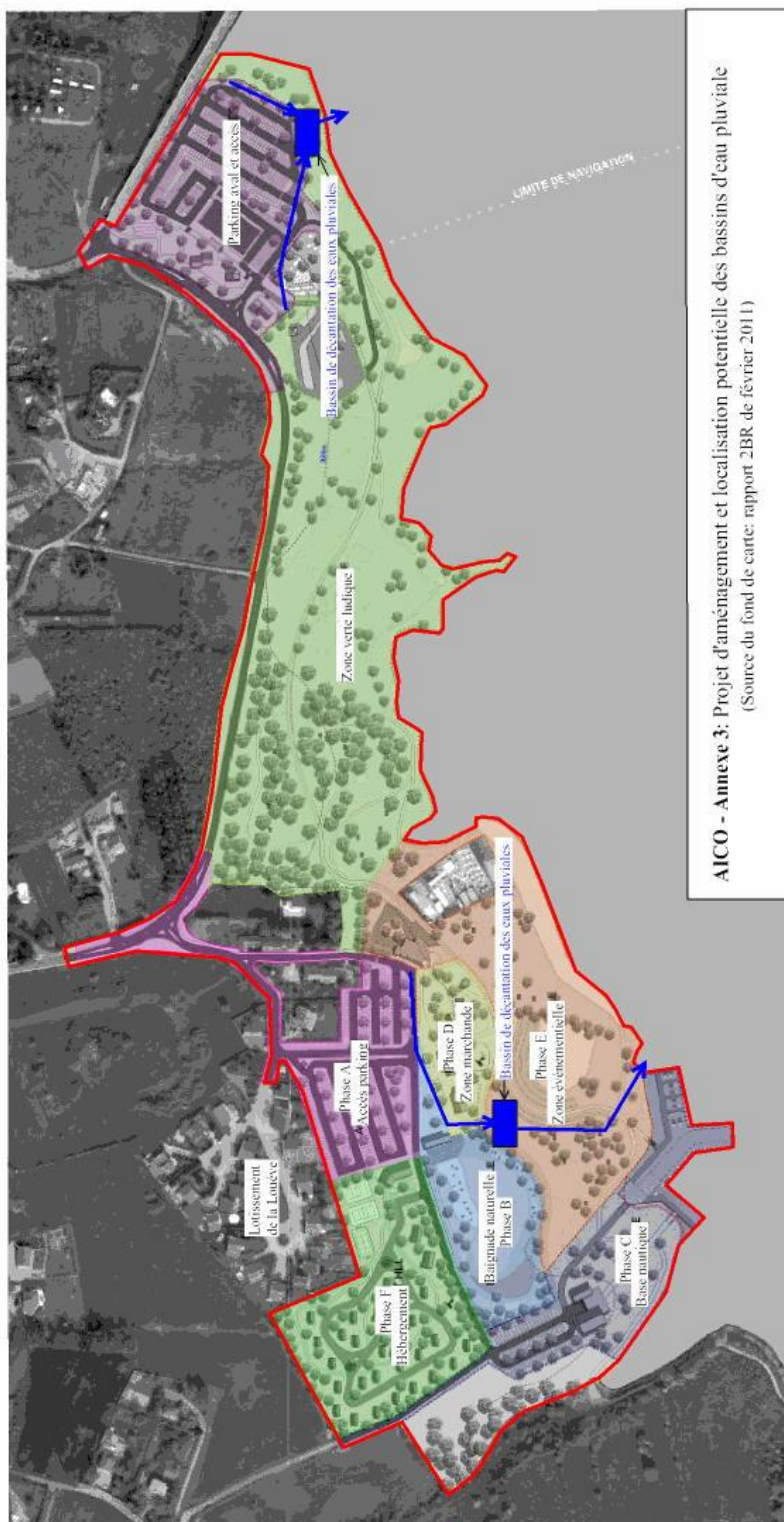 Parking aval et accès
Bassin de décantation des eaux pluviales
LIMITE DE NAVIGATION
Zone verte ludique
Lotissement
de la Louève
Phase A
Accès parking
Phase D
Zone marchande
Bassin de décantation des eaux pluviales
Phase E
Zone événementielle
Phase F
Hébergement
Baignade naturelle
Phase B
Phase C
Base nautique
AICO - Annexe 3: Projet d'aménagement et localisation potentielle des bassins d'eau pluviale
(Source du fond de carte: rapport 2BR de février 2011)